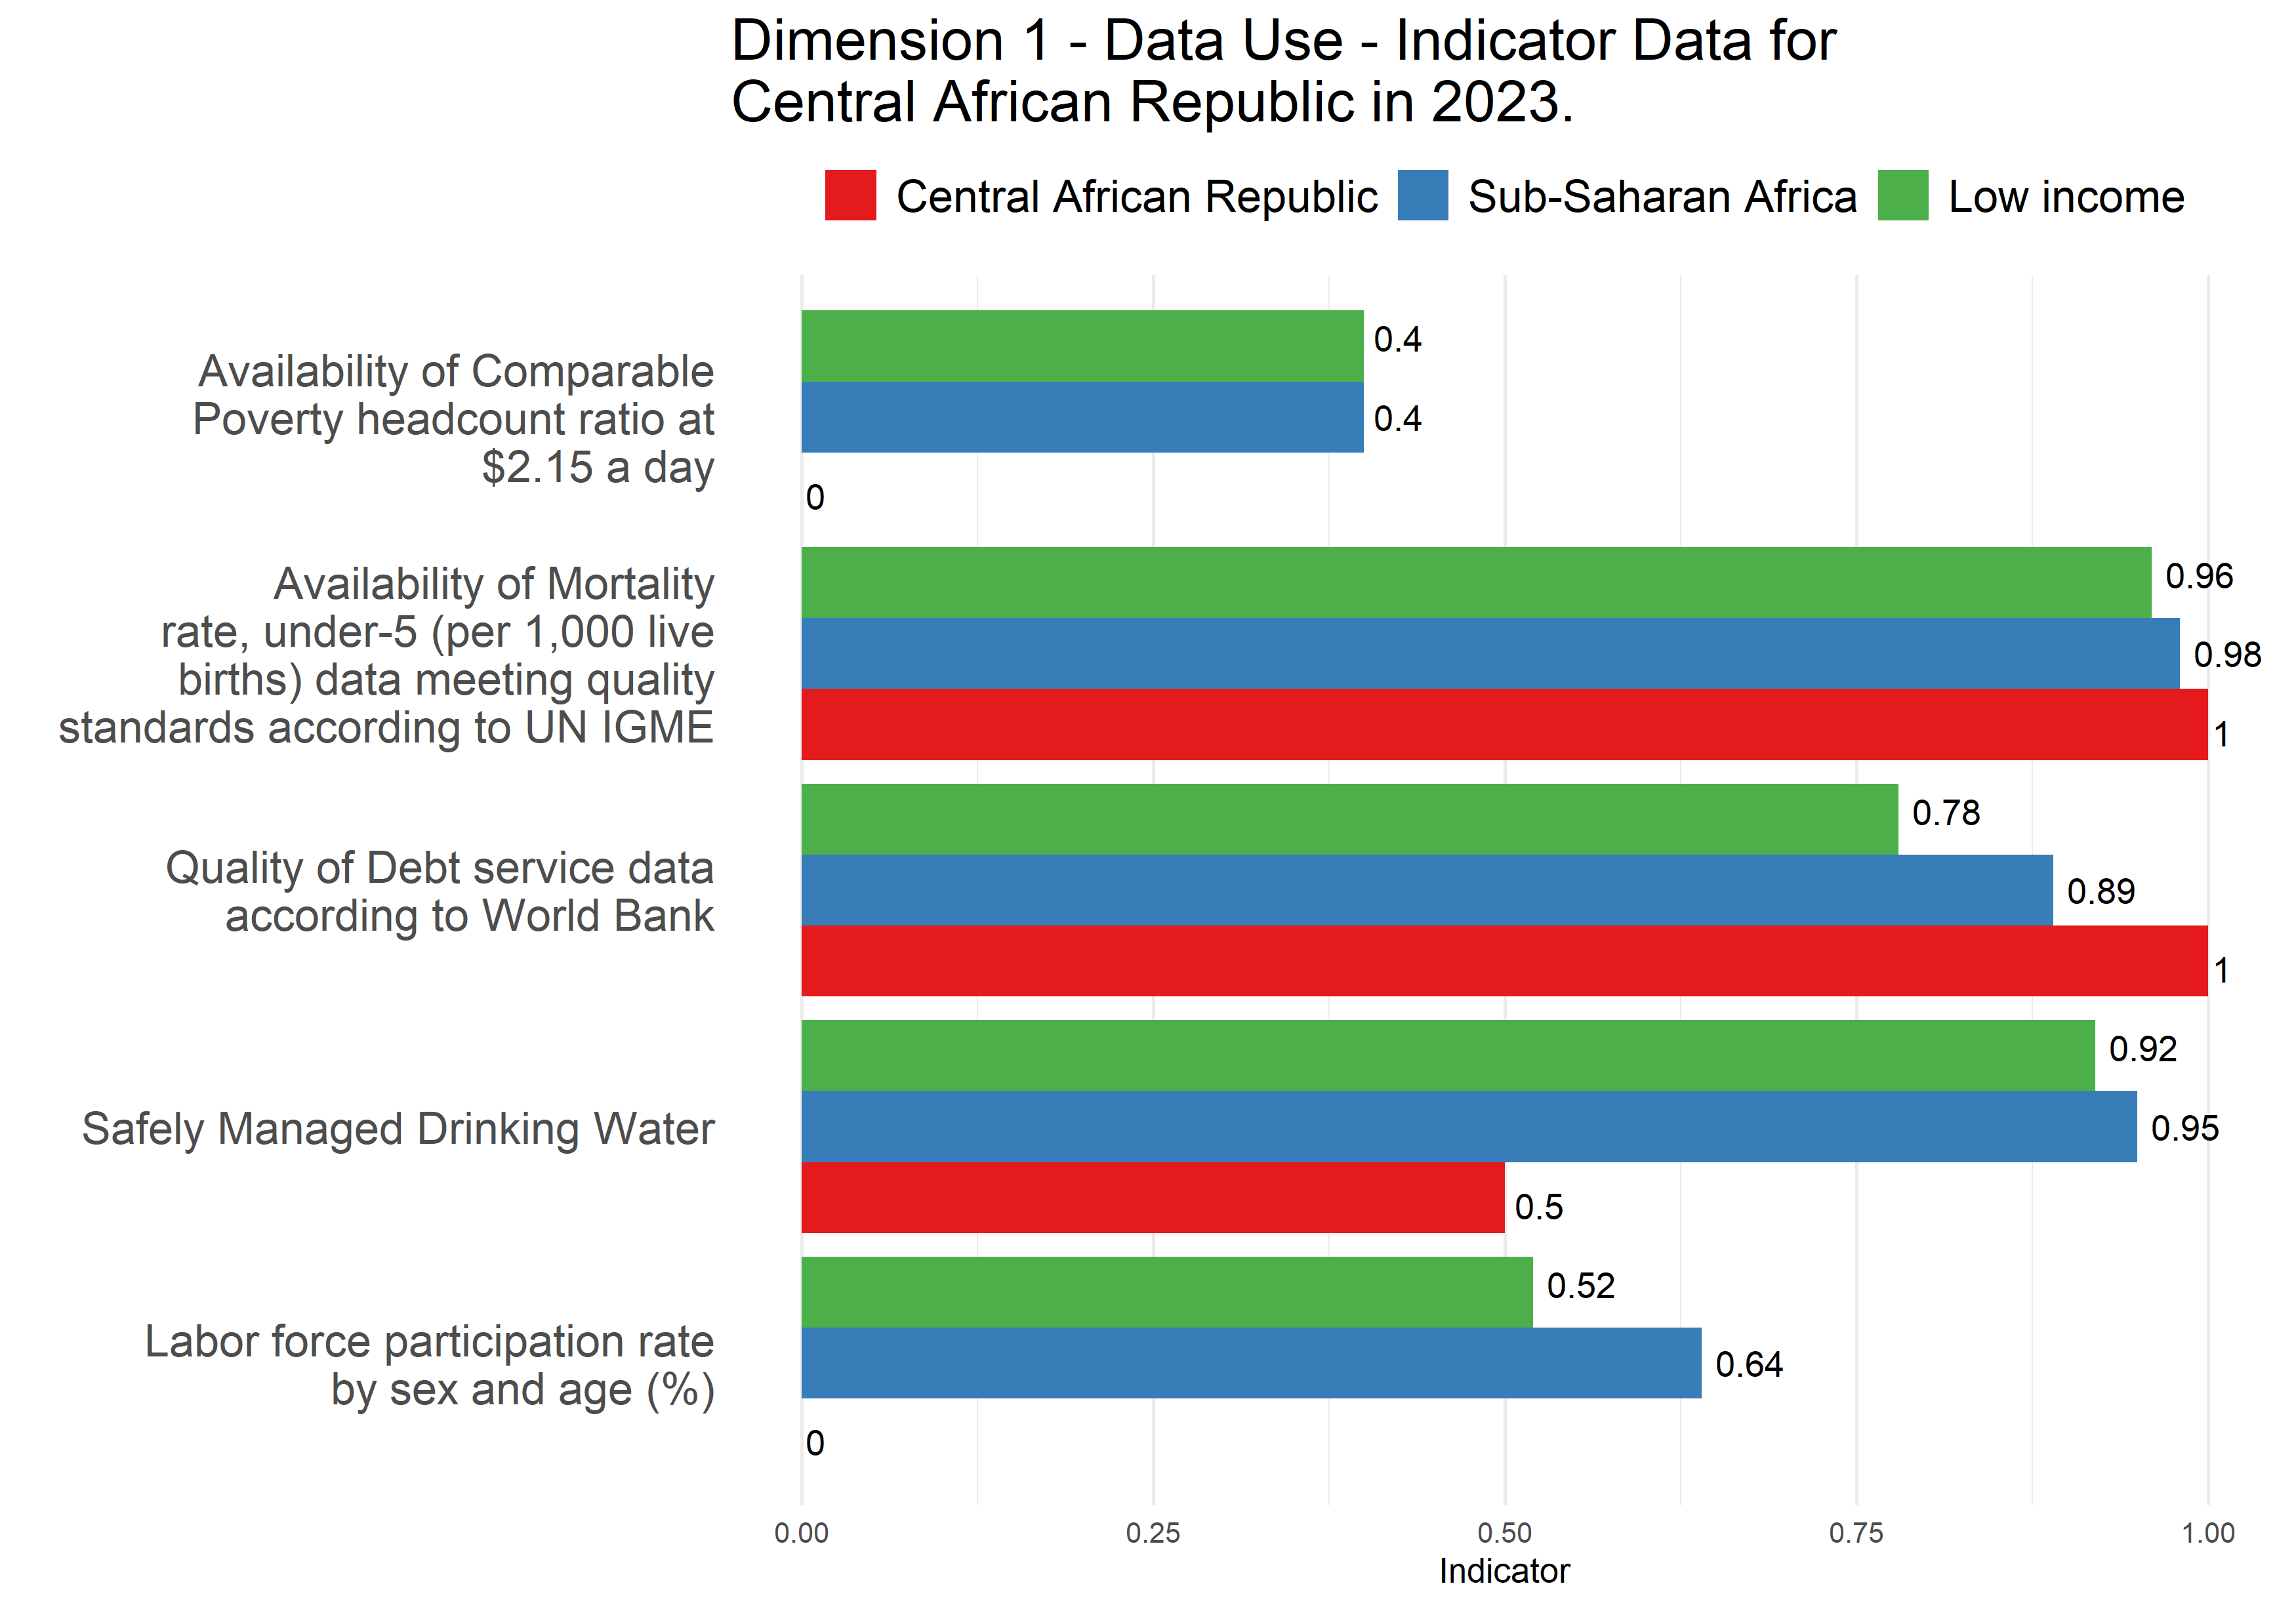 Dimension 1 - Data Use - Indicator Data for
Central African Republic in 2023.
Central African Republic Sub-Saharan Africa Low income
Availability of Comparable
Poverty headcount ratio at
$2.15 a day
0.4
0.4
0
Availability of Mortality
rate, under-5 (per 1,000 live
births) data meeting quality
standards according to UN IGME
0.96
0.98
1
Quality of Debt service data
according to World Bank
0.78
0.89
1
Safely Managed Drinking Water
0.92
0.95
0.5
Labor force participation rate
by sex and age (%)
0.52
0.64
0
0.00 0.25 0.50 0.75 1.00
Indicator